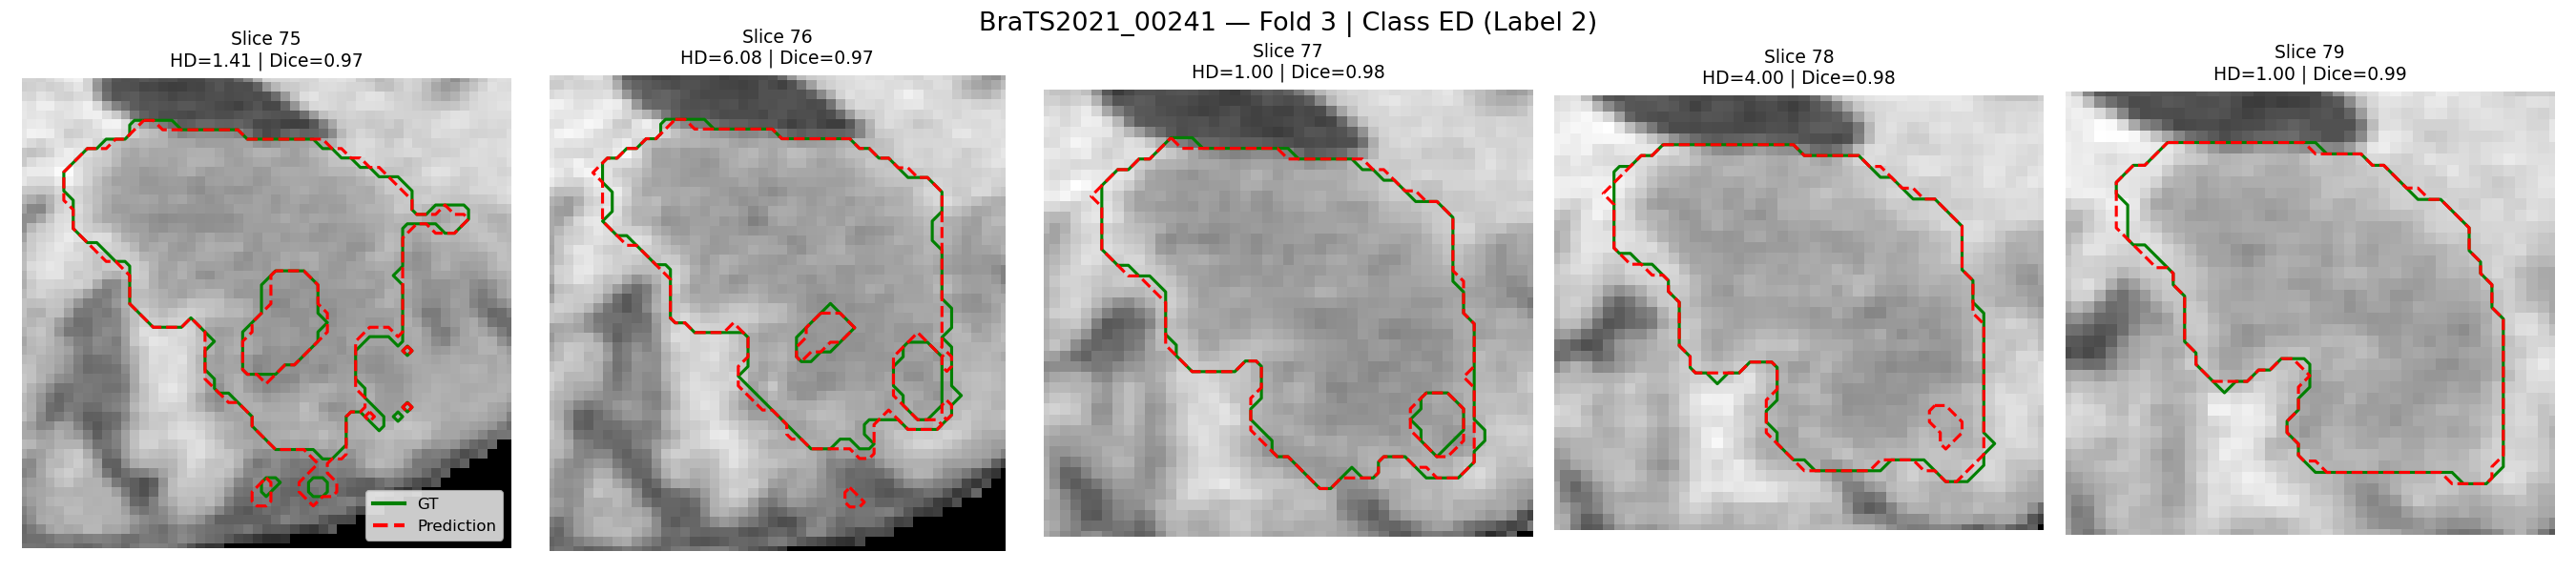 BraTS2021_00241 — Fold 3 | Class ED (Label 2)
Slice 75
HD=1.41 | Dice=0.97
Slice 76
HD=6.08 | Dice=0.97
Slice 77
HD=1.00 | Dice=0.98
Slice 78
HD=4.00 | Dice=0.98
Slice 79
HD=1.00 | Dice=0.99
GT
Prediction